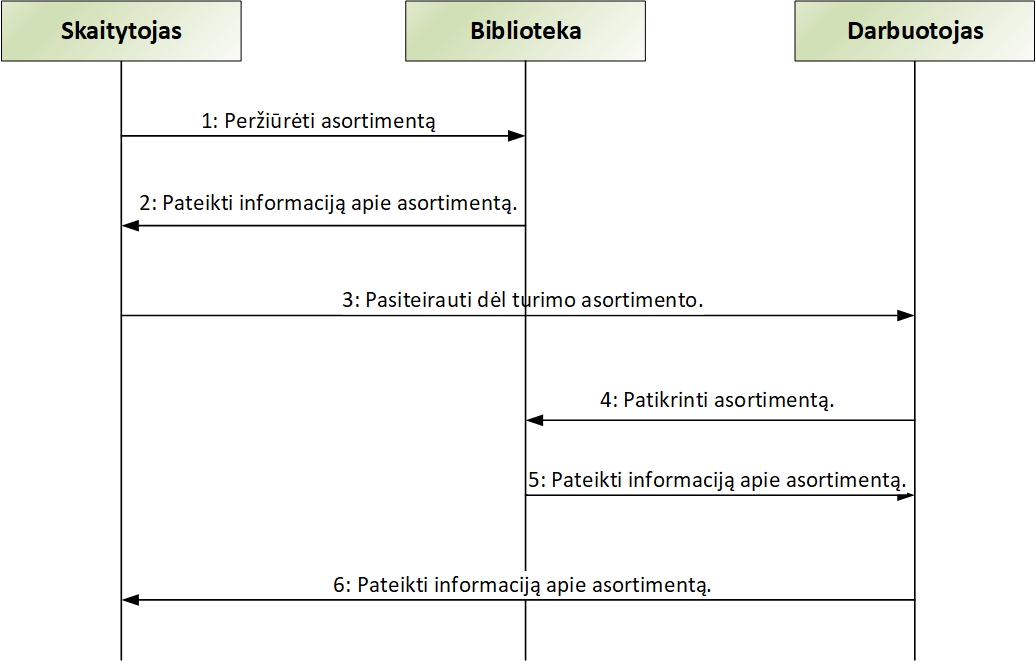 Skaitytojas
Biblioteka
Darbuotojas
1: Peržiūrėti asortimentą
2: Pateikti informaciją apie asortimentą.
3: Pasiteirauti dėl turimo asortimento.
4: Patikrinti asortimentą.
5: Pateikti informaciją apie asortimentą.
6: Pateikti informaciją apie asortimentą.